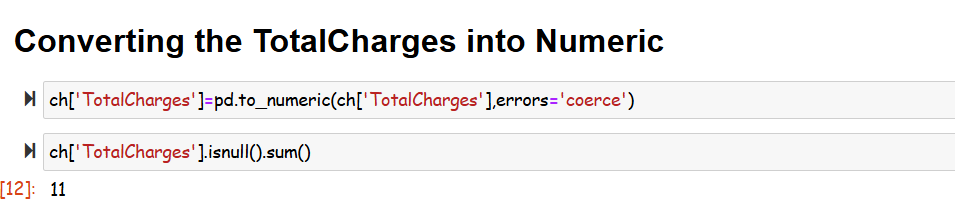 Converting the TotalCharges into Numeric
ch['TotalCharges']=pd.to_numeric(ch['TotalCharges'],errors='coerce')
ch['TotalCharges'].isnull().sum()
[12]: 11